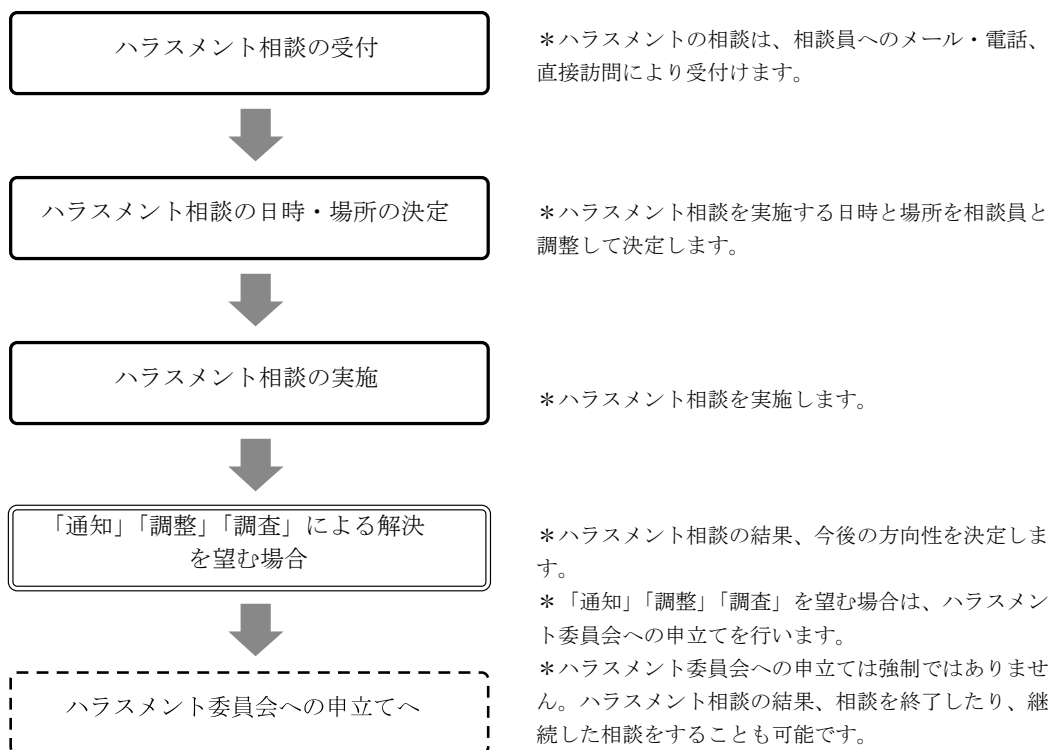 ハラスメント相談の受付
＊ハラスメントの相談は、相談員へのメール・電話、
直接訪問により受付けます。
ハラスメント相談の日時・場所の決定
＊ハラスメント相談を実施する日時と場所を相談員と
調整して決定します。
ハラスメント相談の実施
＊ハラスメント相談を実施します。
「通知」「調整」「調査」による解決
を望む場合
＊ハラスメント相談の結果、今後の方向性を決定しま
す。
＊「通知」「調整」「調査」を望む場合は、ハラスメン
ト委員会への申立てを行います。
＊ハラスメント委員会への申立ては強制ではありませ
ん。ハラスメント相談の結果、相談を終了したり、継
続した相談をすることも可能です。
ハラスメント委員会への申立てへ